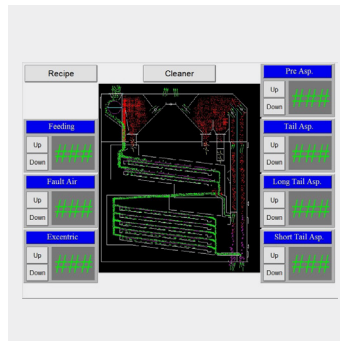 Recipe
Cleaner
Pre Asp.
Up
Down
####
Feeding
Up
Down
####
Tail Asp.
Up
Down
####
Fault Air
Up
Down
####
Long Tail Asp.
Up
Down
####
Excentric
Up
Down
####
Short Tail Asp.
Up
Down
####